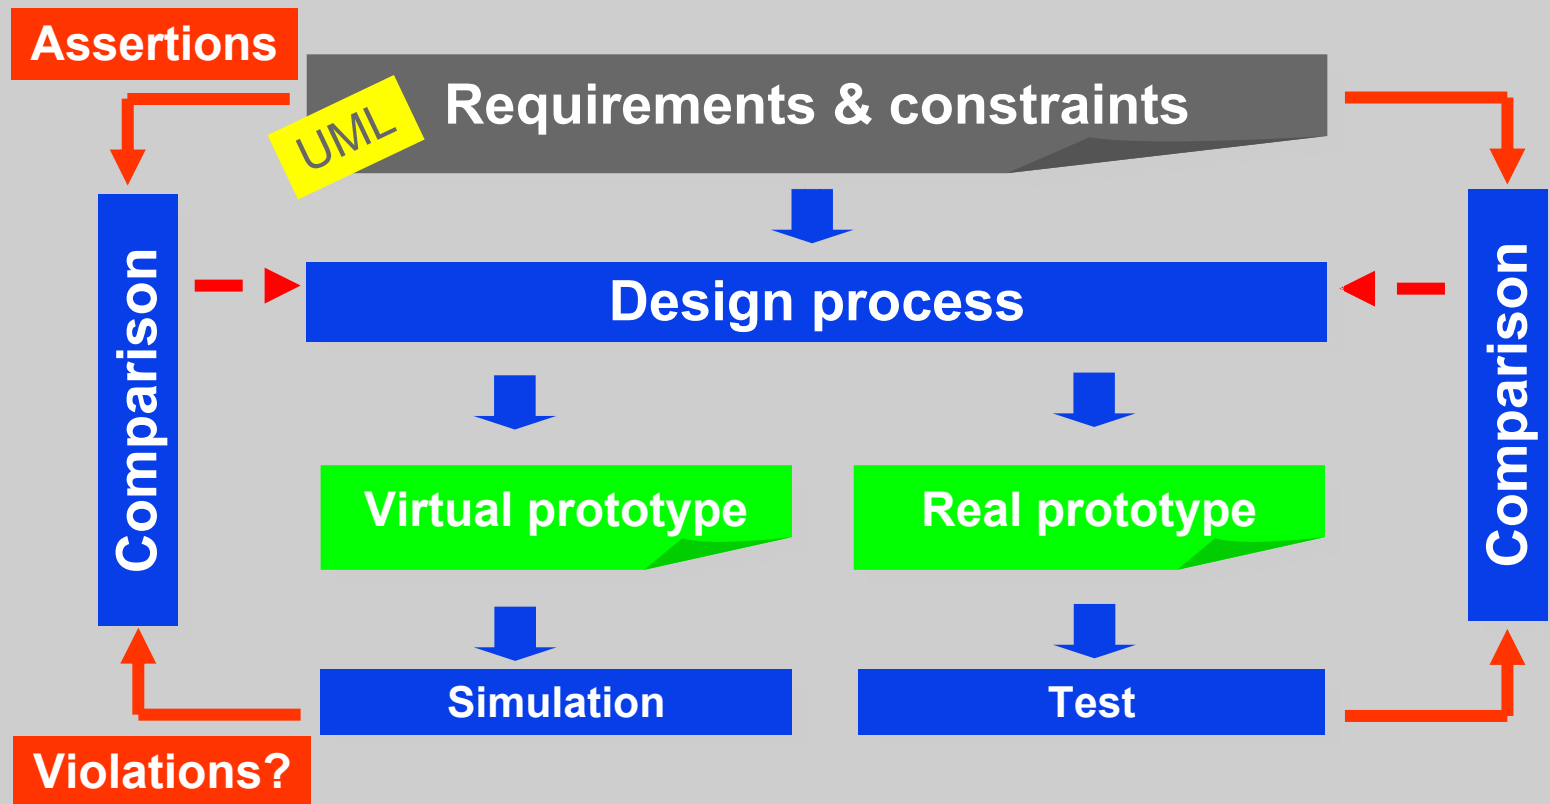 Assertions
Requirements & constraints
UML
Comparison
Design process
Comparison
Virtual prototype
Real prototype
Simulation
Test
Violations?